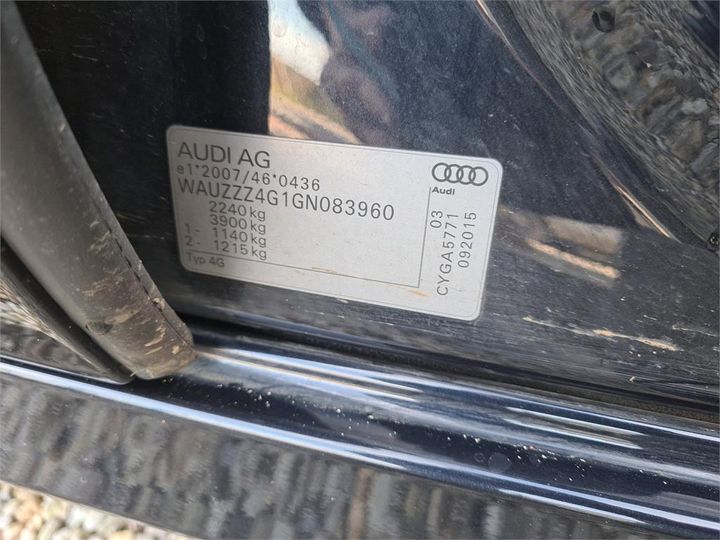 AUDI AG
e1*2007/46*0436
WAUZZZ4G1GN083960
2240 kg
3900 kg
1- 1140 kg
2- 1215 kg
Typ 4G
Audi
03
CYGA5771
092015